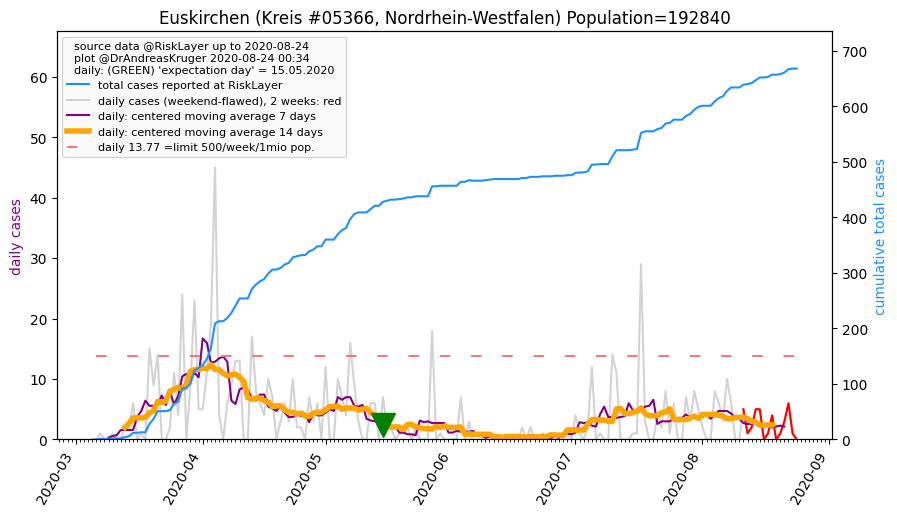 Euskirchen (Kreis #05366, Nordrhein-Westfalen) Population=192840
source data @RiskLayer up to 2020-08-24
plot @DrAndreasKruger 2020-08-24 00:34
daily: (GREEN) 'expectation day' = 15.05.2020
total cases reported at RiskLayer
daily cases (weekend-flawed), 2 weeks: red
daily: centered moving average 7 days
daily: centered moving average 14 days
daily 13.77 =limit 500/week/1mio pop.
daily cases
60
50
40
30
20
10
0
cumulative total cases
700
600
500
400
300
200
100
0
2020-03
2020-04
2020-05
2020-06
2020-07
2020-08
2020-09